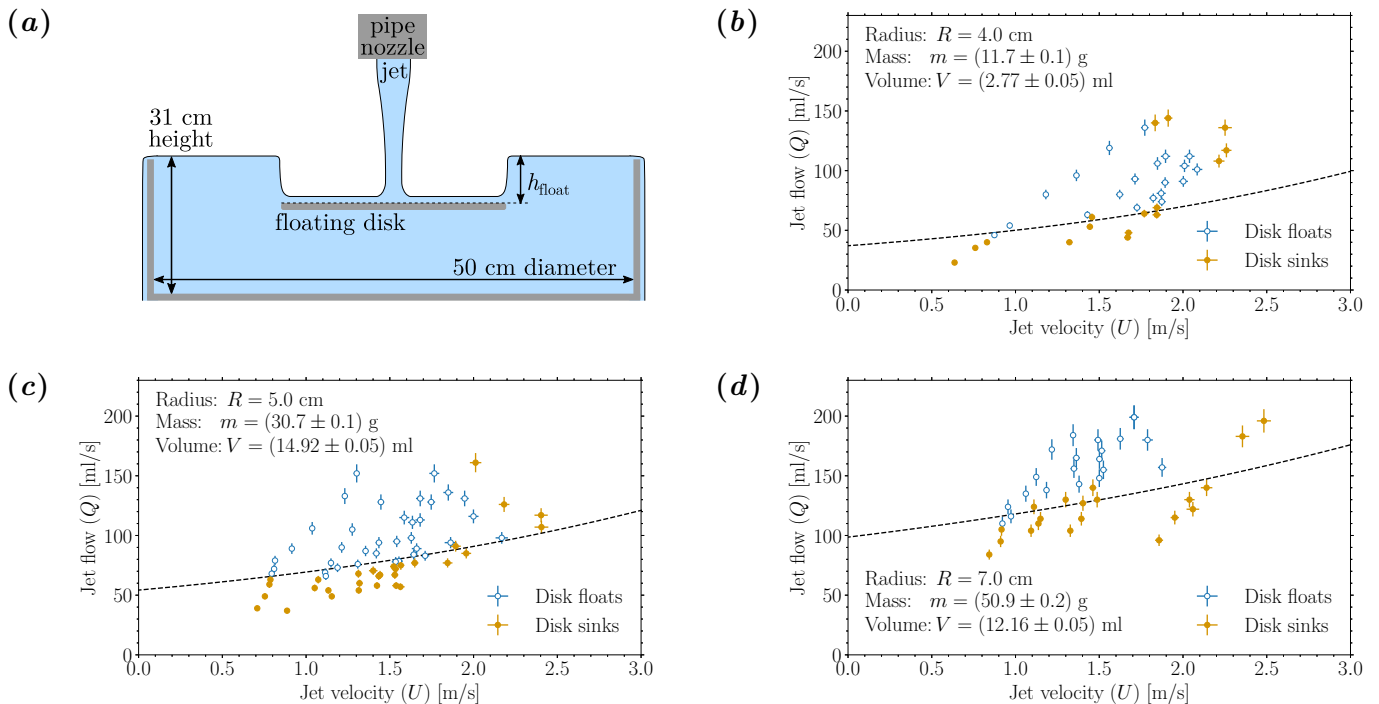 (a)
pipe
nozzle
jet
31 cm
height
h_float
floating disk
50 cm diameter
(b)
Radius: R = 4.0 cm
Mass: m = (11.7 ± 0.1) g
Volume: V = (2.77 ± 0.05) ml
Disk floats
Disk sinks
200
150
100
50
0
Jet flow (Q) [ml/s]
0.0 0.5 1.0 1.5 2.0 2.5 3.0
Jet velocity (U) [m/s]
(c)
Radius: R = 5.0 cm
Mass: m = (30.7 ± 0.1) g
Volume: V = (14.92 ± 0.05) ml
Disk floats
Disk sinks
200
150
100
50
0
Jet flow (Q) [ml/s]
0.0 0.5 1.0 1.5 2.0 2.5 3.0
Jet velocity (U) [m/s]
(d)
Radius: R = 7.0 cm
Mass: m = (50.9 ± 0.2) g
Volume: V = (12.16 ± 0.05) ml
Disk floats
Disk sinks
200
150
100
50
0
Jet flow (Q) [ml/s]
0.0 0.5 1.0 1.5 2.0 2.5 3.0
Jet velocity (U) [m/s]